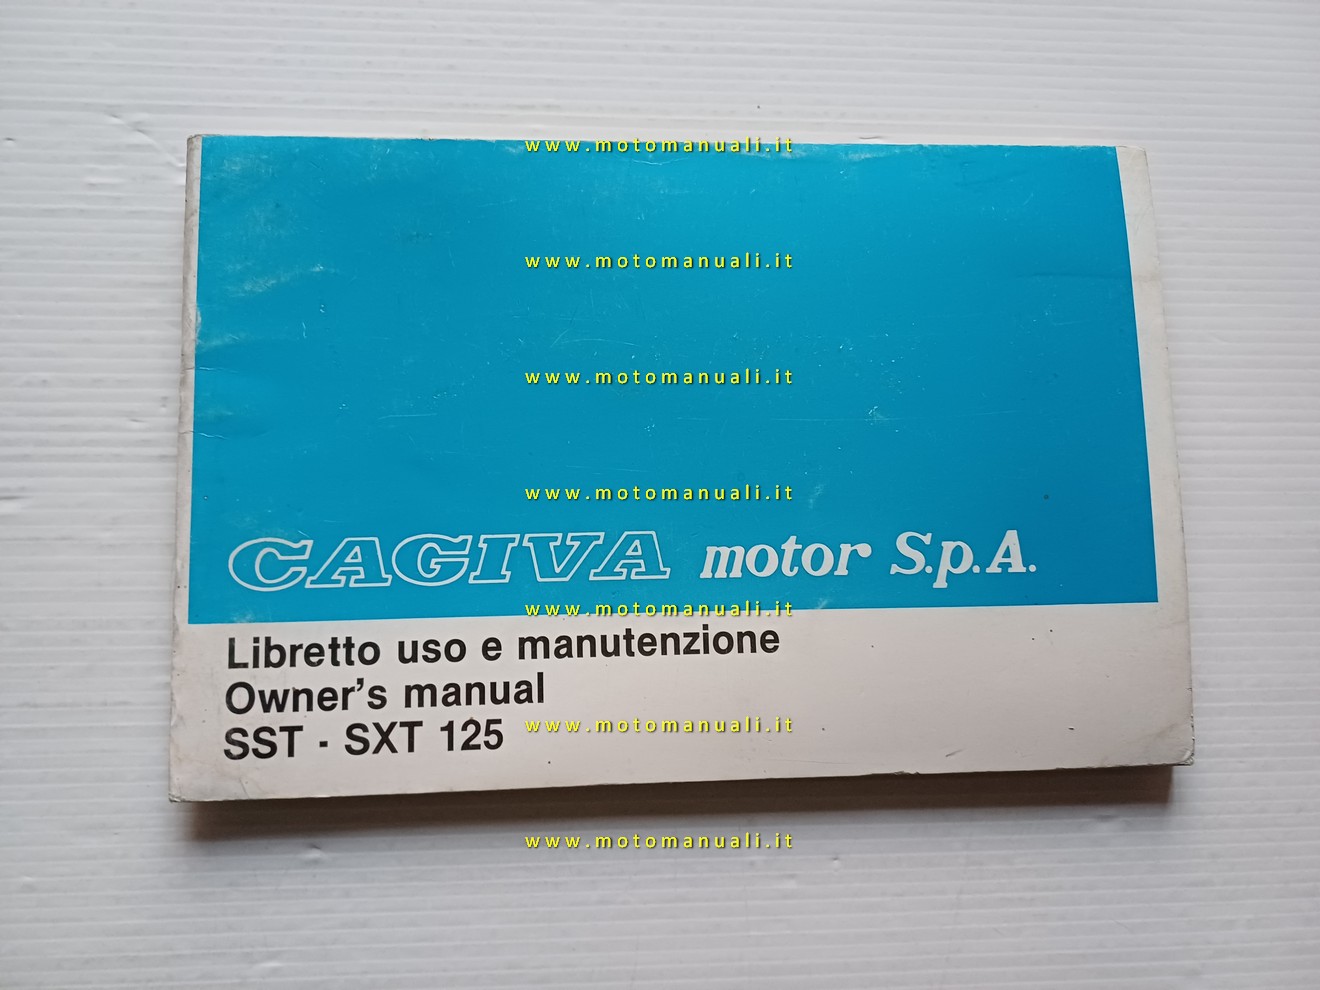 www.motomanuali.it
www.motomanuali.it
www.motomanuali.it
www.motomanuali.it
CAGIVA motor S.p.A.
www.motomanuali.it
Libretto uso e manutenzione
Owner's manual
SST - SXT 125
www.motomanuali.it
www.motomanuali.it